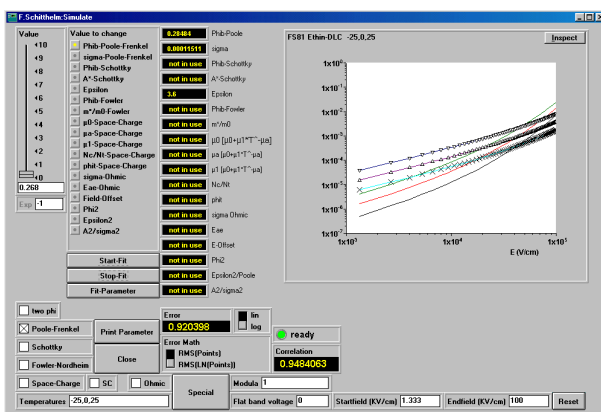 F.Schitthelm:Simulate
Value
Value to change
+10
+9
+8
+7
+6
+5
+4
+3
+2
+1
+0
0.268
Exp -1
Phib-Poole-Frenkel
sigma-Poole-Frenkel
Phib-Schottky
A*-Schottky
Epsilon
Phib-Fowler
m*/m0-Fowler
µ0-Space-Charge
µa-Space-Charge
µ1-Space-Charge
Nc/Nt-Space-Charge
phit-Space-Charge
sigma-Ohmic
Eae-Ohmic
Field-Offset
Phi2
Epsilon2
A2/sigma2
Start-Fit
Stop-Fit
Fit-Parameter
0.28484 Phib-Poole
0.00011511 sigma
not in use Phib-Schottky
not in use A*-Schottky
3.6 Epsilon
not in use Phib-Fowler
not in use m*/m0
not in use µ0 [µ0+µ1*T^-µa]
not in use µa [µ0+µ1*T^-µa]
not in use µ1 [µ0+µ1*T^-µa]
not in use Nc/Nt
not in use phit
not in use sigma Ohmic
not in use Eae
not in use E-Offset
not in use Phi2
not in use Epsilon2/Poole
not in use A2/sigma2
FS81 Ethin-DLC -25,0,25
Inspect
1x10⁰
1x10⁻¹
1x10⁻²
1x10⁻³
1x10⁻⁴
1x10⁻⁵
1x10⁻⁶
1x10⁻⁷
1x10³
1x10⁴
1x10⁵
E (V/cm)
two phi
Poole-Frenkel
Schottky
Fowler-Nordheim
Space-Charge
SC
Ohmic
Print Parameter
Close
Error
0.920398
lin
log
Error Math
RMS(Points)
RMS(LN(Points))
ready
Correlation
0.9484063
Special
Modula 1
Temperatures -25,0,25
Flat band voltage 0
Startfield (KV/cm) 1.333
Endfield (KV/cm) 100
Reset